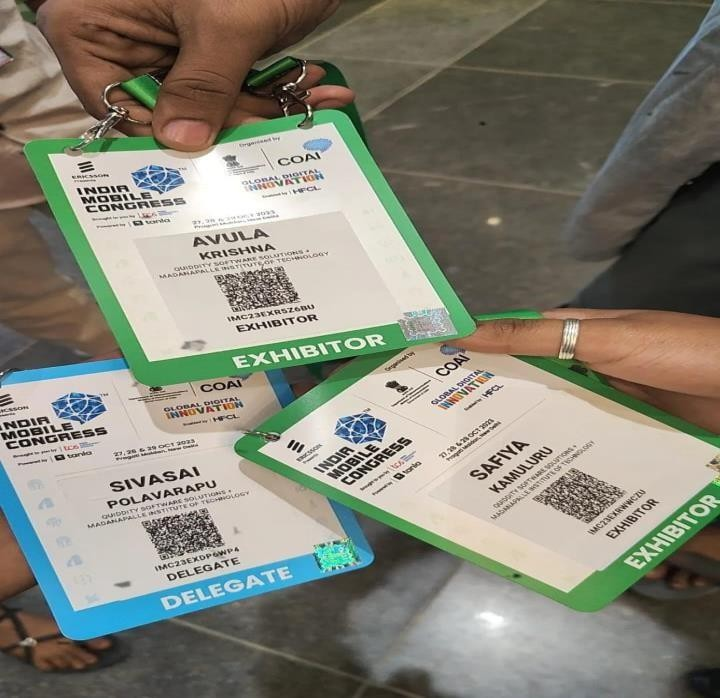 Organised by
ERICSSON
Presents
COAI
INDIA
MOBILE
CONGRESS
TM
GLOBAL DIGITAL
INNOVATION
Brought to you by
Powered by tanla
Enabled by HFCL
27, 28 & 29 OCT 2023
Pragati Maidan, New Delhi
AVULA
KRISHNA
QUIDDITY SOFTWARE SOLUTIONS +
MADANAPALLE INSTITUTE OF TECHNOLOGY
IMC23EXRSZ6BU
EXHIBITOR
EXHIBITOR
ERICSSON
Presents
COAI
INDIA
MOBILE
CONGRESS
TM
GLOBAL DIGITAL
INNOVATION
Brought to you by
Powered by tanla
Enabled by HFCL
27, 28 & 29 OCT 2023
Pragati Maidan, New Delhi
SIVASAI
POLAVARAPU
QUIDDITY SOFTWARE SOLUTIONS +
MADANAPALLE INSTITUTE OF TECHNOLOGY
IMC23EXDP6WP4
DELEGATE
DELEGATE
Organised by
ERICSSON
Presents
COAI
INDIA
MOBILE
CONGRESS
TM
GLOBAL DIGITAL
INNOVATION
Brought to you by
Powered by tanla
Enabled by HFCL
27, 28 & 29 OCT 2023
Pragati Maidan, New Delhi
SAFIYA
KAMULURU
QUIDDITY SOFTWARE SOLUTIONS +
MADANAPALLE INSTITUTE OF TECHNOLOGY
EXHIBITOR
EXHIBITOR